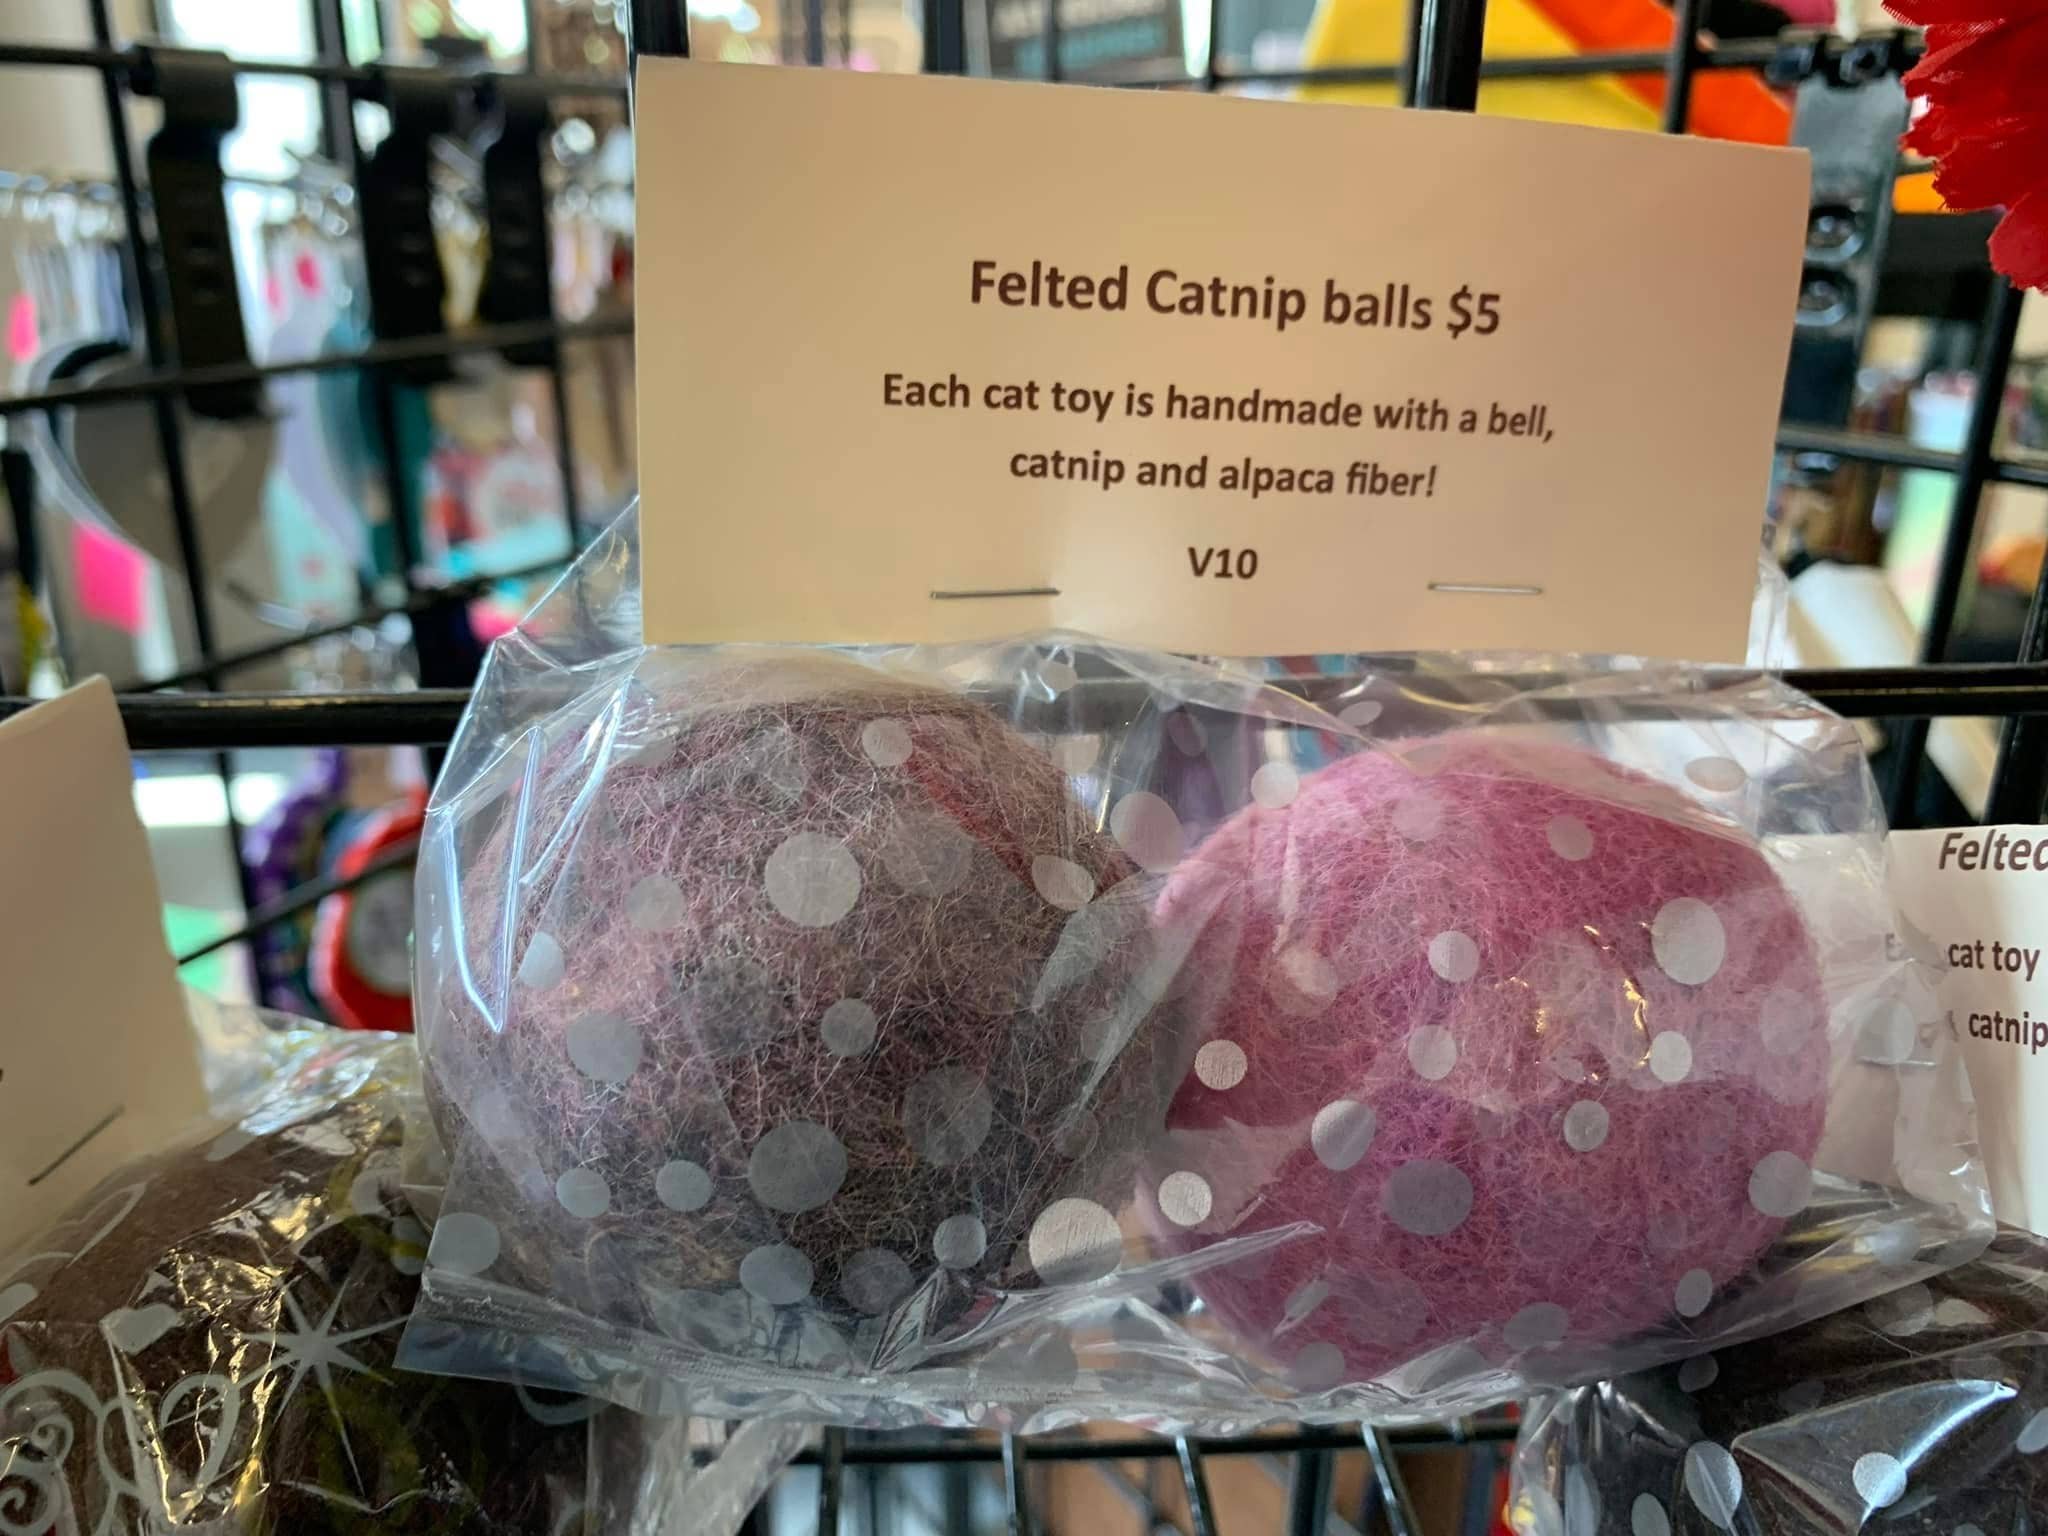 Felted Catnip balls $5
Each cat toy is handmade with a bell,
catnip and alpaca fiber!
V10
Felted
cat toy
catnip